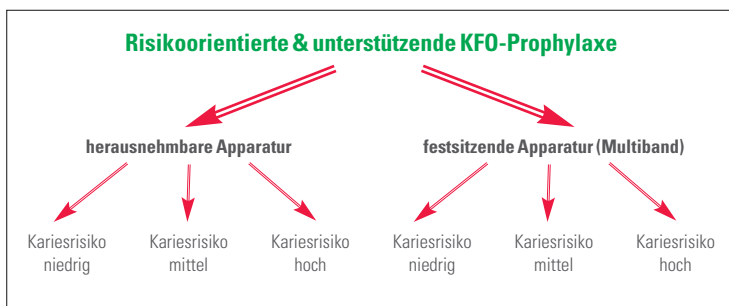 Risikoorientierte & unterstützende KFO-Prophylaxe
herausnehmbare Apparatur
festsitzende Apparatur (Multiband)
Kariesrisiko
niedrig
Kariesrisiko
mittel
Kariesrisiko
hoch
Kariesrisiko
niedrig
Kariesrisiko
mittel
Kariesrisiko
hoch